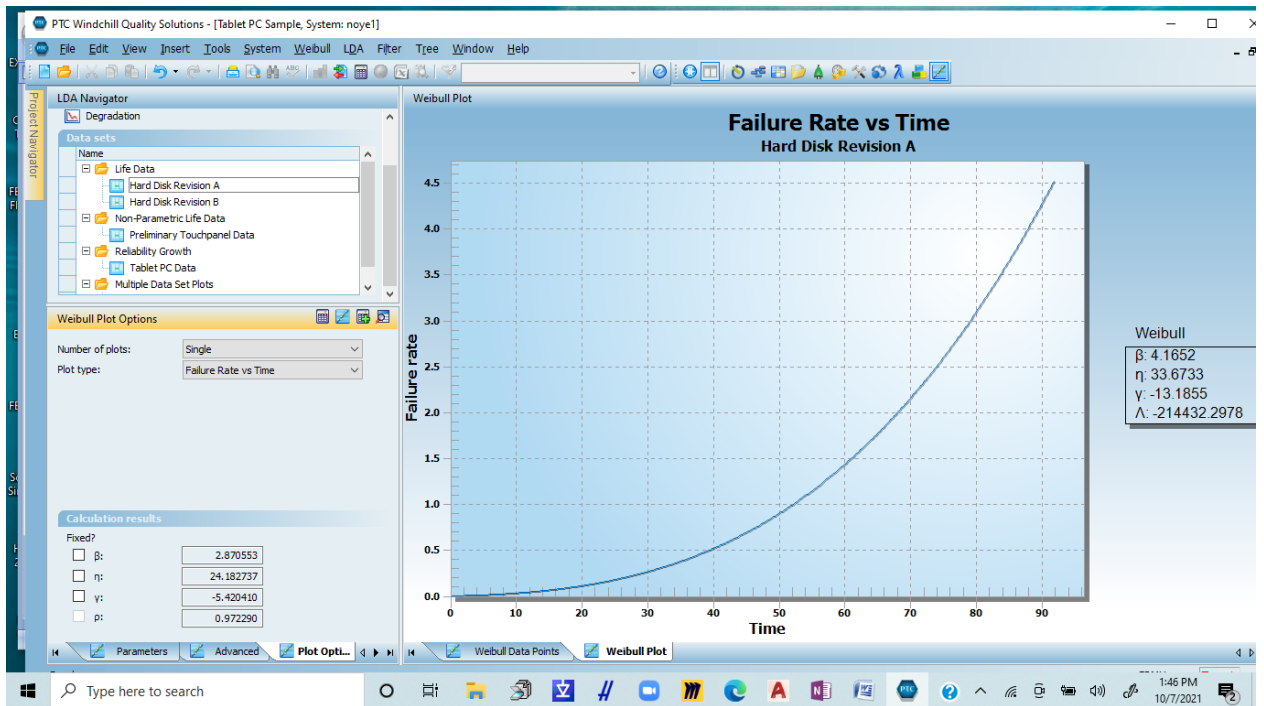 PTC Windchill Quality Solutions - [Tablet PC Sample, System: noye1]
File Edit View Insert Tools System Weibull LDA Filter Tree Window Help
Project Navigator
LDA Navigator
Degradation
Data sets
Name
Life Data
Hard Disk Revision A
Hard Disk Revision B
Non-Parametric Life Data
Preliminary Touchpanel Data
Reliability Growth
Tablet PC Data
Multiple Data Set Plots
Weibull Plot Options
Number of plots: Single
Plot type: Failure Rate vs Time
Calculation results
Fixed?
β: 2.870553
η: 24.182737
γ: -5.420410
ρ: 0.972290
Parameters Advanced Plot Opti...
Weibull Plot
Failure Rate vs Time
Hard Disk Revision A
Failure rate
4.5
4.0
3.5
3.0
2.5
2.0
1.5
1.0
0.5
0.0
0 10 20 30 40 50 60 70 80 90
Time
Weibull
β: 4.1652
η: 33.6733
γ: -13.1855
Λ: -214432.2978
Weibull Data Points Weibull Plot
Type here to search
1:46 PM
10/7/2021